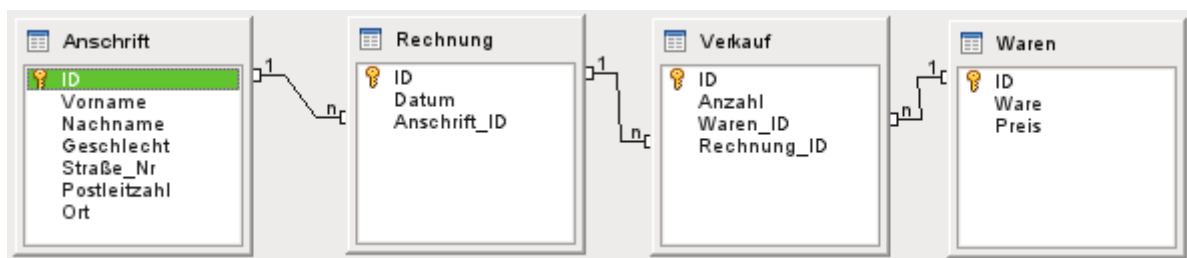 Anschrift
ID
Vorname
Nachname
Geschlecht
Straße_Nr
Postleitzahl
Ort
1
n
Rechnung
ID
Datum
Anschrift_ID
1
n
Verkauf
ID
Anzahl
Waren_ID
Rechnung_ID
n
1
Waren
ID
Ware
Preis